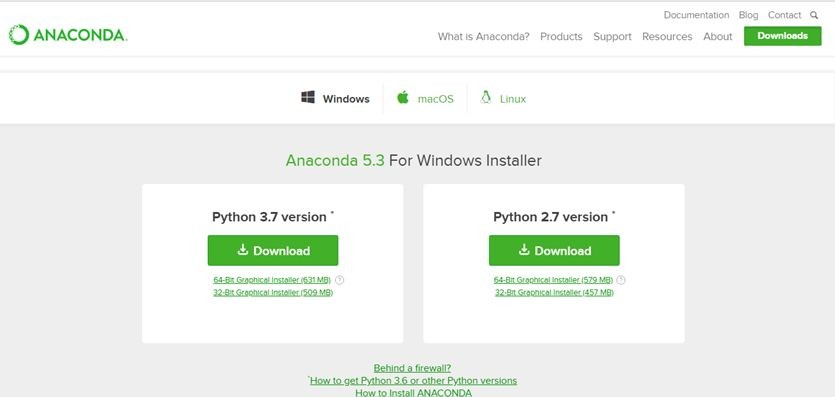 Documentation Blog Contact
ANACONDA.
What is Anaconda? Products Support Resources About Downloads
Windows macOS Linux
Anaconda 5.3 For Windows Installer
Python 3.7 version *
Download
64-Bit Graphical Installer (631 MB) ?
32-Bit Graphical Installer (509 MB)
Python 2.7 version *
Download
64-Bit Graphical Installer (579 MB) ?
32-Bit Graphical Installer (457 MB)
Behind a firewall?
*How to get Python 3.6 or other Python versions
How to Install ANACONDA